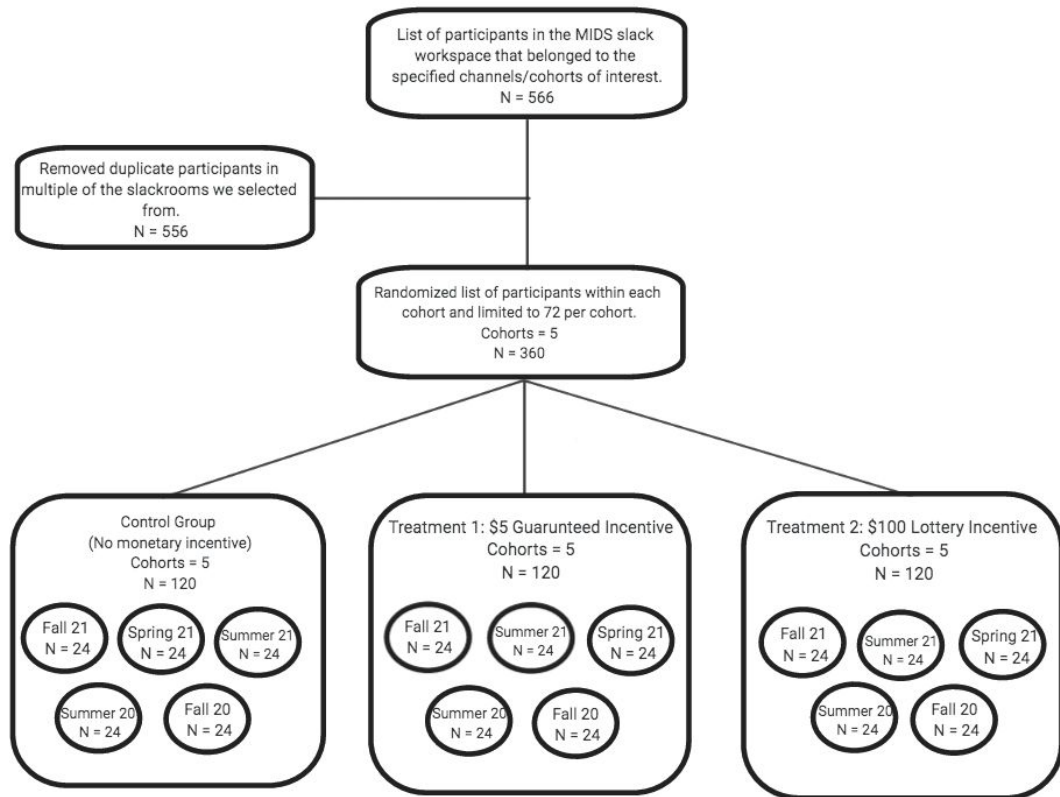 List of participants in the MIDS slack
workspace that belonged to the
specified channels/cohorts of interest.
N = 566
Removed duplicate participants in
multiple of the slackrooms we selected
from.
N = 556
Randomized list of participants within each
cohort and limited to 72 per cohort.
Cohorts = 5
N = 360
Control Group
(No monetary incentive)
Cohorts = 5
N = 120
Fall 21
N = 24
Spring 21
N = 24
Summer 21
N = 24
Summer 20
N = 24
Fall 20
N = 24
Treatment 1: $5 Guarunteed Incentive
Cohorts = 5
N = 120
Fall 21
N = 24
Summer 21
N = 24
Spring 21
N = 24
Summer 20
N = 24
Fall 20
N = 24
Treatment 2: $100 Lottery Incentive
Cohorts = 5
N = 120
Fall 21
N = 24
Summer 21
N = 24
Spring 21
N = 24
Summer 20
N = 24
Fall 20
N = 24